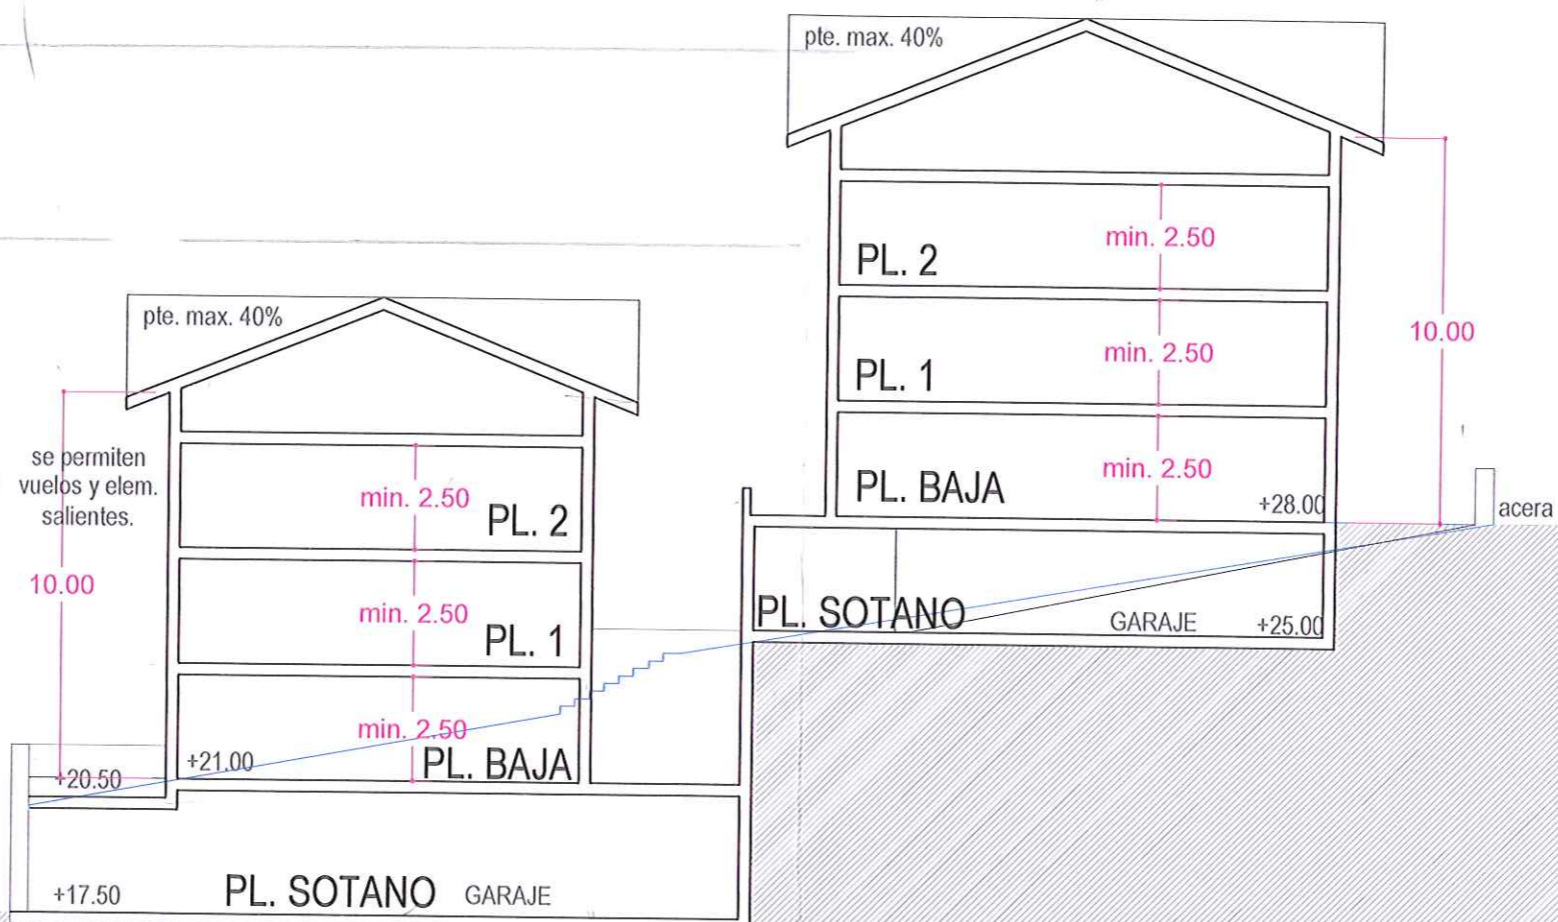 pte. max. 40%
PL. 2
min. 2.50
PL. 1
min. 2.50
10.00
PL. BAJA
min. 2.50
+28.00
acera
PL. SOTANO
GARAJE
+25.00
pte. max. 40%
se permiten
vuelos y elem.
salientes.
10.00
min. 2.50
PL. 2
min. 2.50
PL. 1
min. 2.50
PL. BAJA
+21.00
+20.50
+17.50
PL. SOTANO
GARAJE